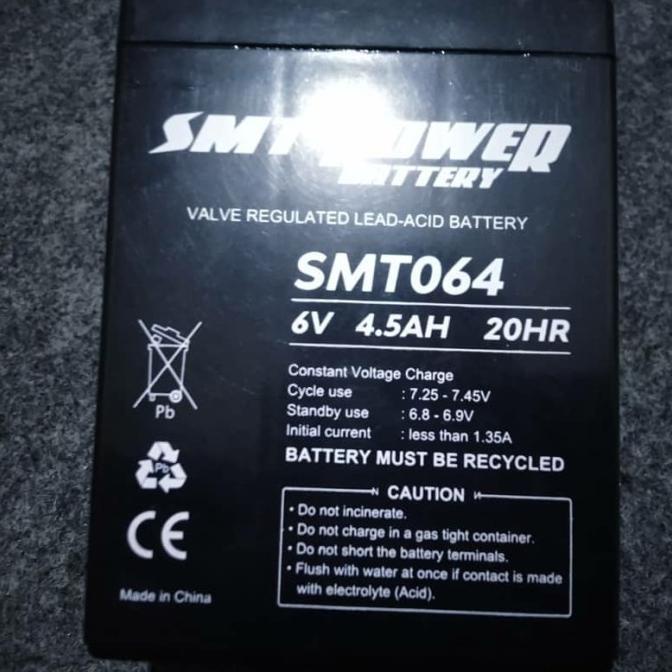 SMT POWER
BATTERY
VALVE REGULATED LEAD-ACID BATTERY
SMT064
6V 4.5AH 20HR
Constant Voltage Charge
Cycle use : 7.25 - 7.45V
Standby use : 6.8 - 6.9V
Initial current : less than 1.35A
BATTERY MUST BE RECYCLED
Pb
Pb
CE
Made in China
CAUTION
• Do not incinerate.
• Do not charge in a gas tight container.
• Do not short the battery terminals.
• Flush with water at once if contact is made
with electrolyte (Acid).